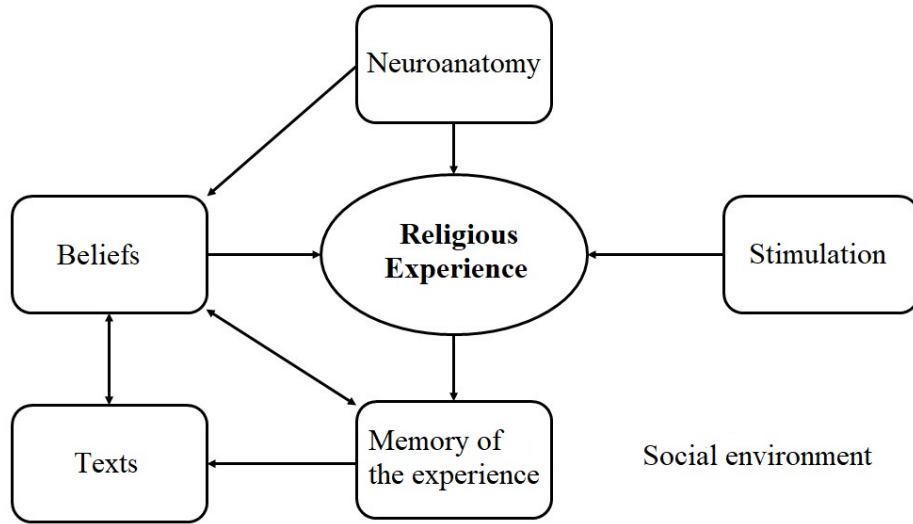 Neuroanatomy
Religious
Experience
Beliefs
Stimulation
Texts
Memory of
the experience
Social environment